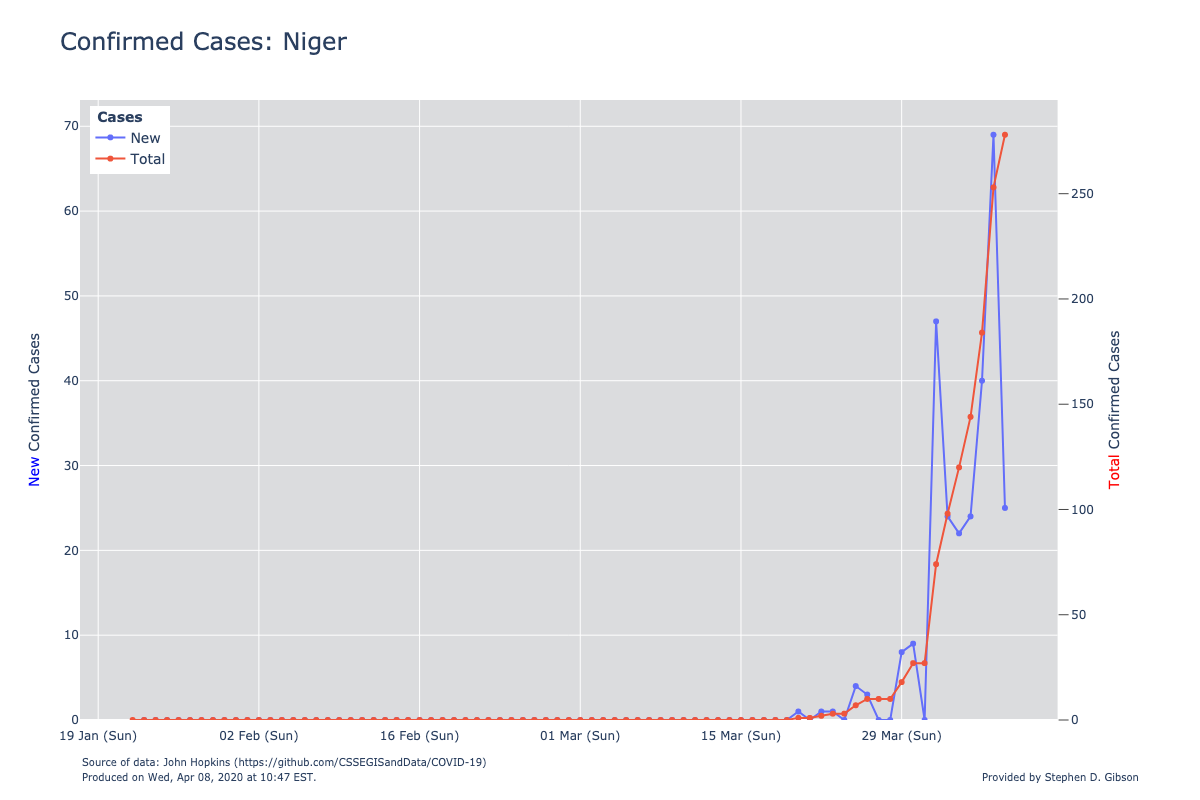 Confirmed Cases: Niger
Cases
New
Total
70
60
50
40
30
20
10
0
250
200
150
100
50
0
New Confirmed Cases
Total Confirmed Cases
19 Jan (Sun)
02 Feb (Sun)
16 Feb (Sun)
01 Mar (Sun)
15 Mar (Sun)
29 Mar (Sun)
Source of data: John Hopkins (https://github.com/CSSEGISandData/COVID-19)
Produced on Wed, Apr 08, 2020 at 10:47 EST.
Provided by Stephen D. Gibson